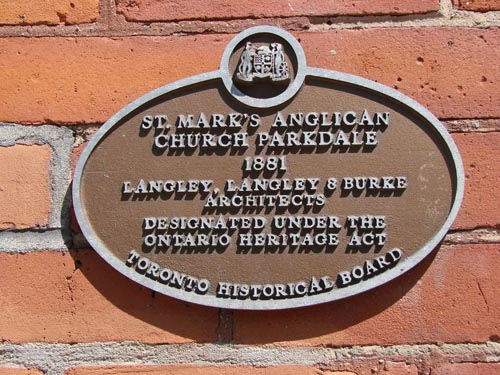 ST. MARK'S ANGLICAN
CHURCH PARKDALE
1881
LANGLEY, LANGLEY & BURKE
ARCHITECTS
DESIGNATED UNDER THE
ONTARIO HERITAGE ACT
TORONTO HISTORICAL BOARD